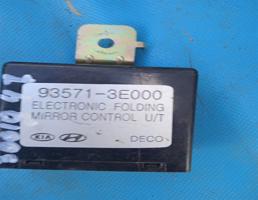 93571-3E000
ELECTRONIC FOLDING
MIRROR CONTROL U/T
KIA
DECO